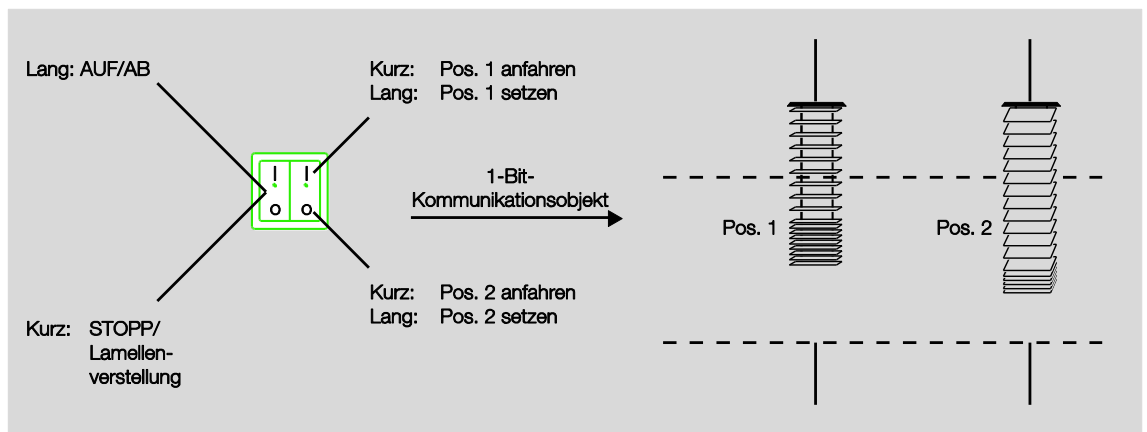 Lang: AUF/AB
Kurz: Pos. 1 anfahren
Lang: Pos. 1 setzen
1-Bit-
Kommunikationsobjekt
Pos. 1
Pos. 2
Kurz: Pos. 2 anfahren
Lang: Pos. 2 setzen
Kurz: STOPP/
Lamellen-
verstellung